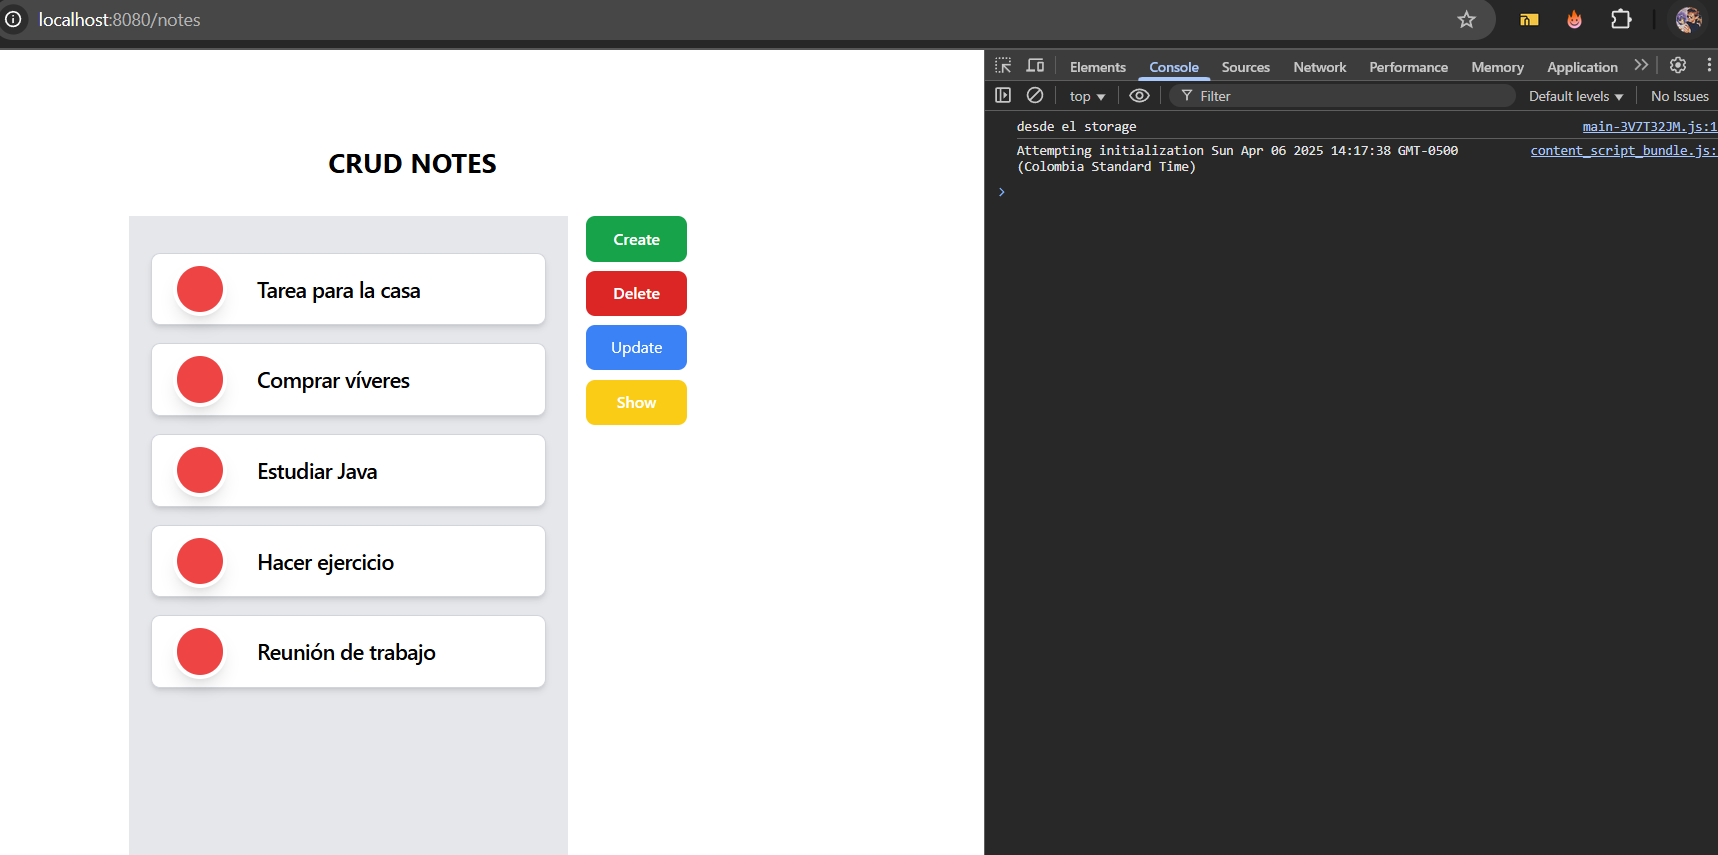 localhost:8080/notes
Elements Console Sources Network Performance Memory Application
top Filter Default levels No Issues
desde el storage main-3V7T32JM.js:1
Attempting initialization Sun Apr 06 2025 14:17:38 GMT-0500 content_script_bundle.js:
(Colombia Standard Time)
CRUD NOTES
Tarea para la casa
Comprar víveres
Estudiar Java
Hacer ejercicio
Reunión de trabajo
Create
Delete
Update
Show